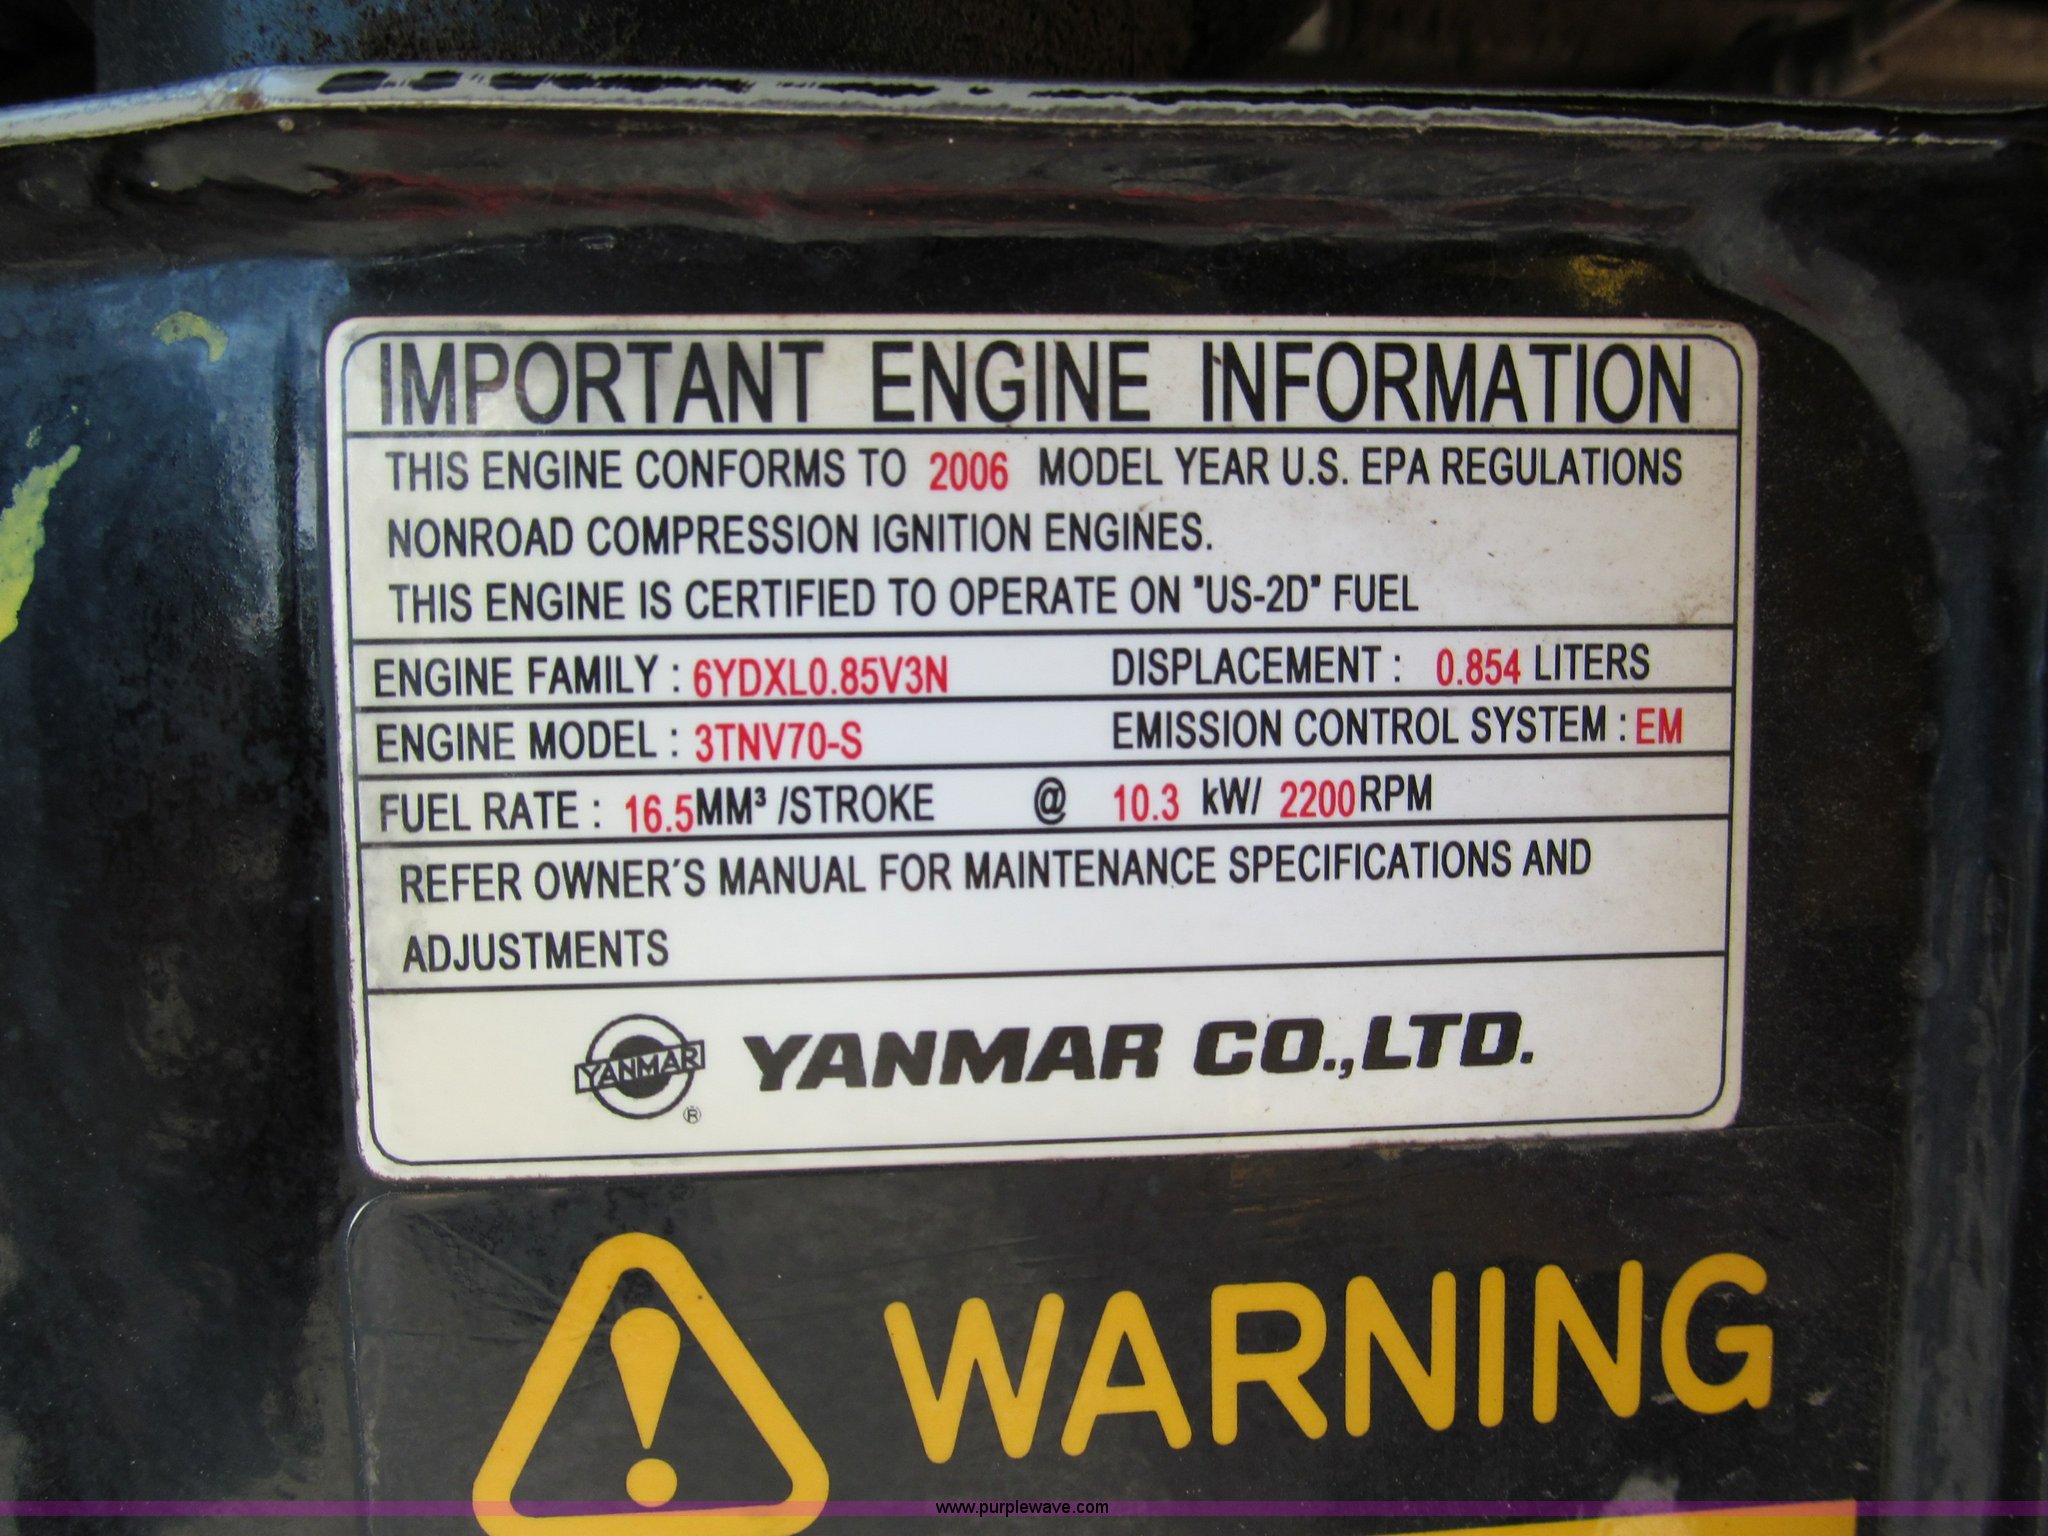 IMPORTANT ENGINE INFORMATION
THIS ENGINE CONFORMS TO 2006 MODEL YEAR U.S. EPA REGULATIONS
NONROAD COMPRESSION IGNITION ENGINES.
THIS ENGINE IS CERTIFIED TO OPERATE ON "US-2D" FUEL
ENGINE FAMILY : 6YDXL0.85V3N DISPLACEMENT : 0.854 LITERS
ENGINE MODEL : 3TNV70-S EMISSION CONTROL SYSTEM : EM
FUEL RATE : 16.5MM³ /STROKE @ 10.3 kW/ 2200RPM
REFER OWNER'S MANUAL FOR MAINTENANCE SPECIFICATIONS AND
ADJUSTMENTS
YANMAR ® YANMAR CO.,LTD.
WARNING
www.purplewave.com